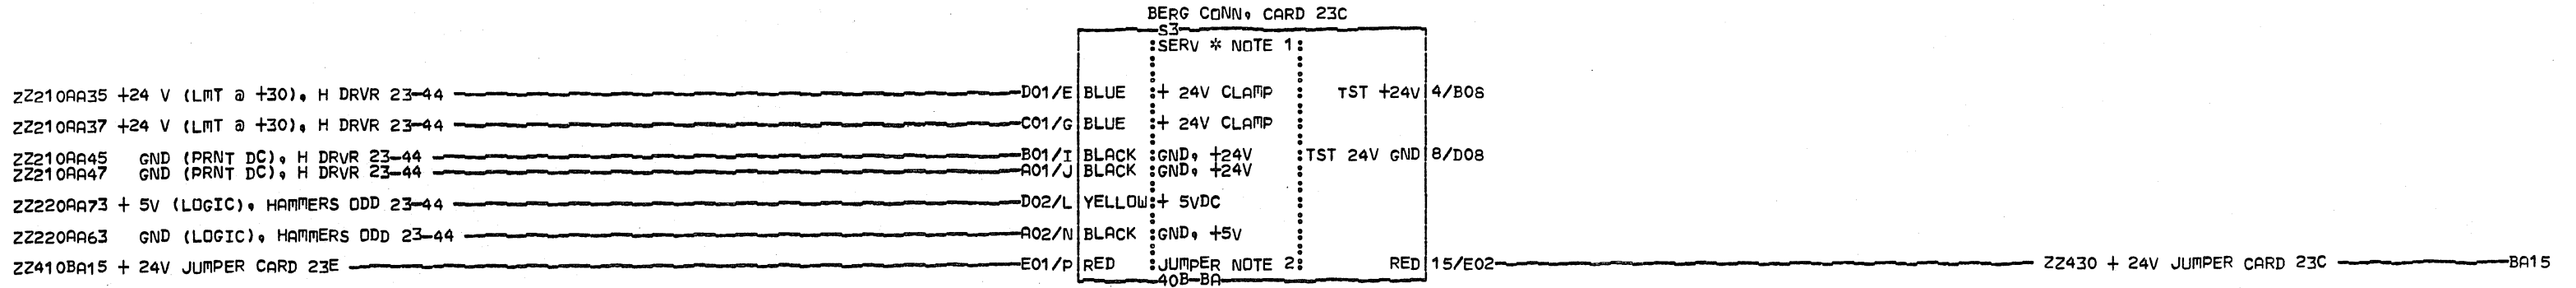 BERG CONN, CARD 23C
S3
SERV * NOTE 1
ZZ210AA35 +24 V (LMT @ +30), H DRVR 23-44 D01/E BLUE + 24V CLAMP TST +24V 4/B08
ZZ210AA37 +24 V (LMT @ +30), H DRVR 23-44 C01/G BLUE + 24V CLAMP
ZZ210AA45 GND (PRNT DC), H DRVR 23-44 B01/I BLACK GND, +24V TST 24V GND 8/D08
ZZ210AA47 GND (PRNT DC), H DRVR 23-44 A01/J BLACK GND, +24V
ZZ220AA73 + 5V (LOGIC), HAMMERS ODD 23-44 D02/L YELLOW + 5VDC
ZZ220AA63 GND (LOGIC), HAMMERS ODD 23-44 A02/N BLACK GND, +5V
ZZ410BA15 + 24V JUMPER CARD 23E E01/P RED JUMPER NOTE 2 RED 15/E02 ZZ430 + 24V JUMPER CARD 23C BA15
40B-BA